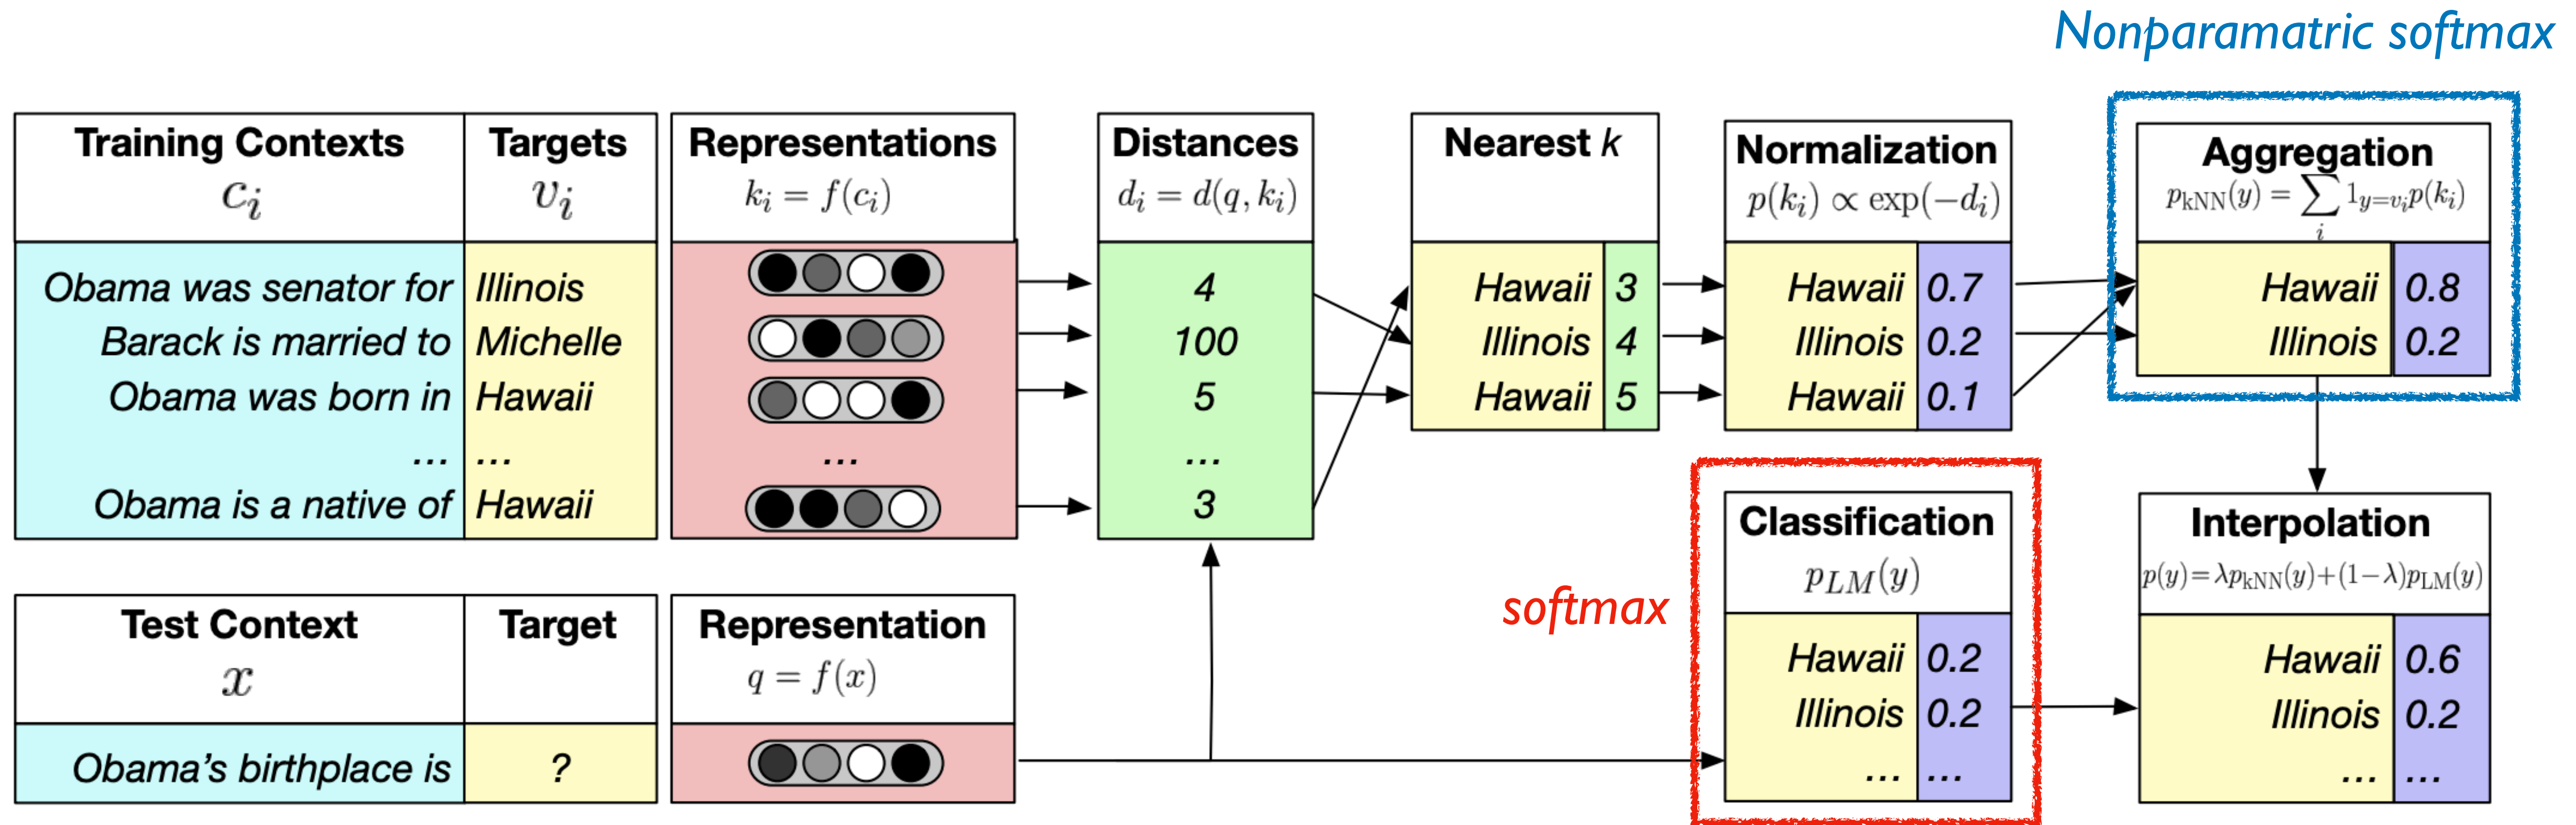 Nonparamatric softmax
Training Contexts
c_i
Targets
v_i
Representations
k_i = f(c_i)
Distances
d_i = d(q, k_i)
Nearest k
Normalization
p(k_i) ∝ exp(−d_i)
Aggregation
p_kNN(y) = ∑_i 1_{y=v_i} p(k_i)
Obama was senator for Illinois
Barack is married to Michelle
Obama was born in Hawaii
... ...
Obama is a native of Hawaii
...
4
100
5
...
3
Hawaii 3
Illinois 4
Hawaii 5
Hawaii 0.7
Illinois 0.2
Hawaii 0.1
Hawaii 0.8
Illinois 0.2
Test Context
x
Target
Representation
q = f(x)
Obama's birthplace is ?
softmax
Classification
p_LM(y)
Hawaii 0.2
Illinois 0.2
... ...
Interpolation
p(y) = λp_kNN(y) + (1−λ)p_LM(y)
Hawaii 0.6
Illinois 0.2
... ...